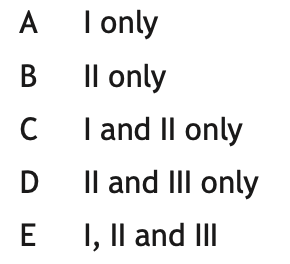 A I only
B II only
C I and II only
D II and III only
E I, II and III